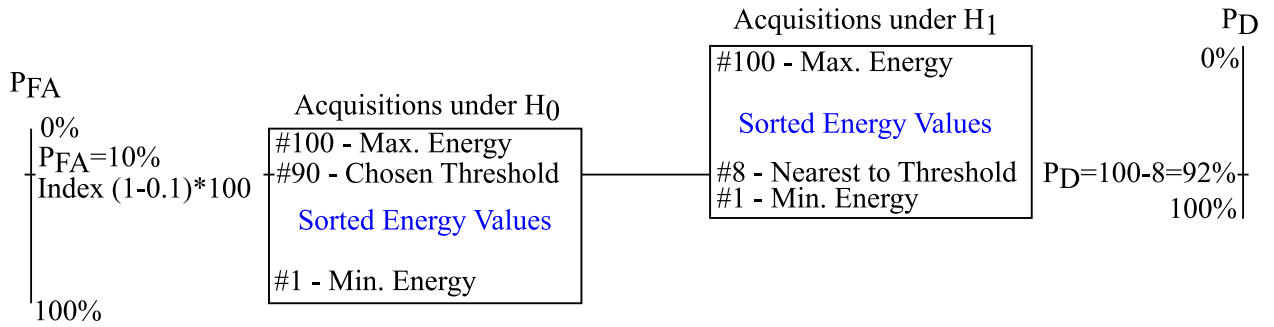 P_FA
0%
P_FA=10%
Index (1-0.1)*100
100%
Acquisitions under H0
#100 - Max. Energy
#90 - Chosen Threshold
Sorted Energy Values
#1 - Min. Energy
Acquisitions under H1
#100 - Max. Energy
Sorted Energy Values
#8 - Nearest to Threshold
#1 - Min. Energy
P_D
0%
P_D=100-8=92%
100%